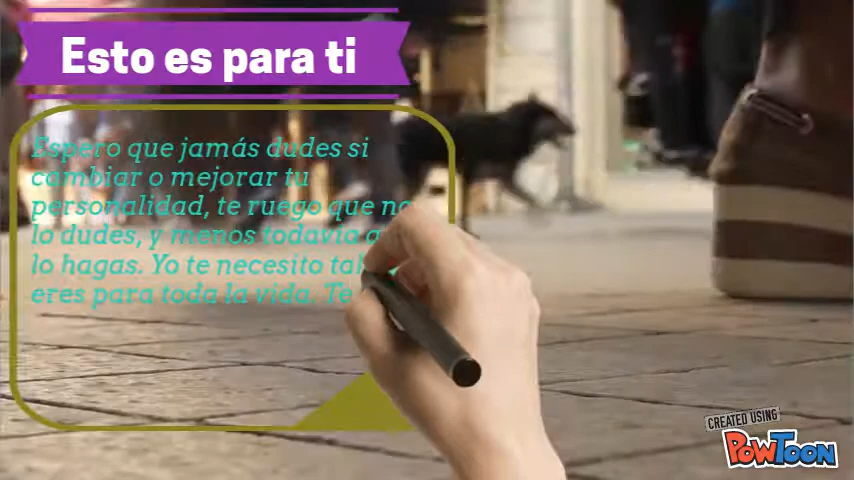 Esto es para ti
Espero que jamás dudes si
cambiar o mejorar tu
personalidad, te ruego que no
lo dudes, y menos todavía
lo hagas. Yo te necesito
eres para toda la vida. Te
CREATED USING
POWTOON